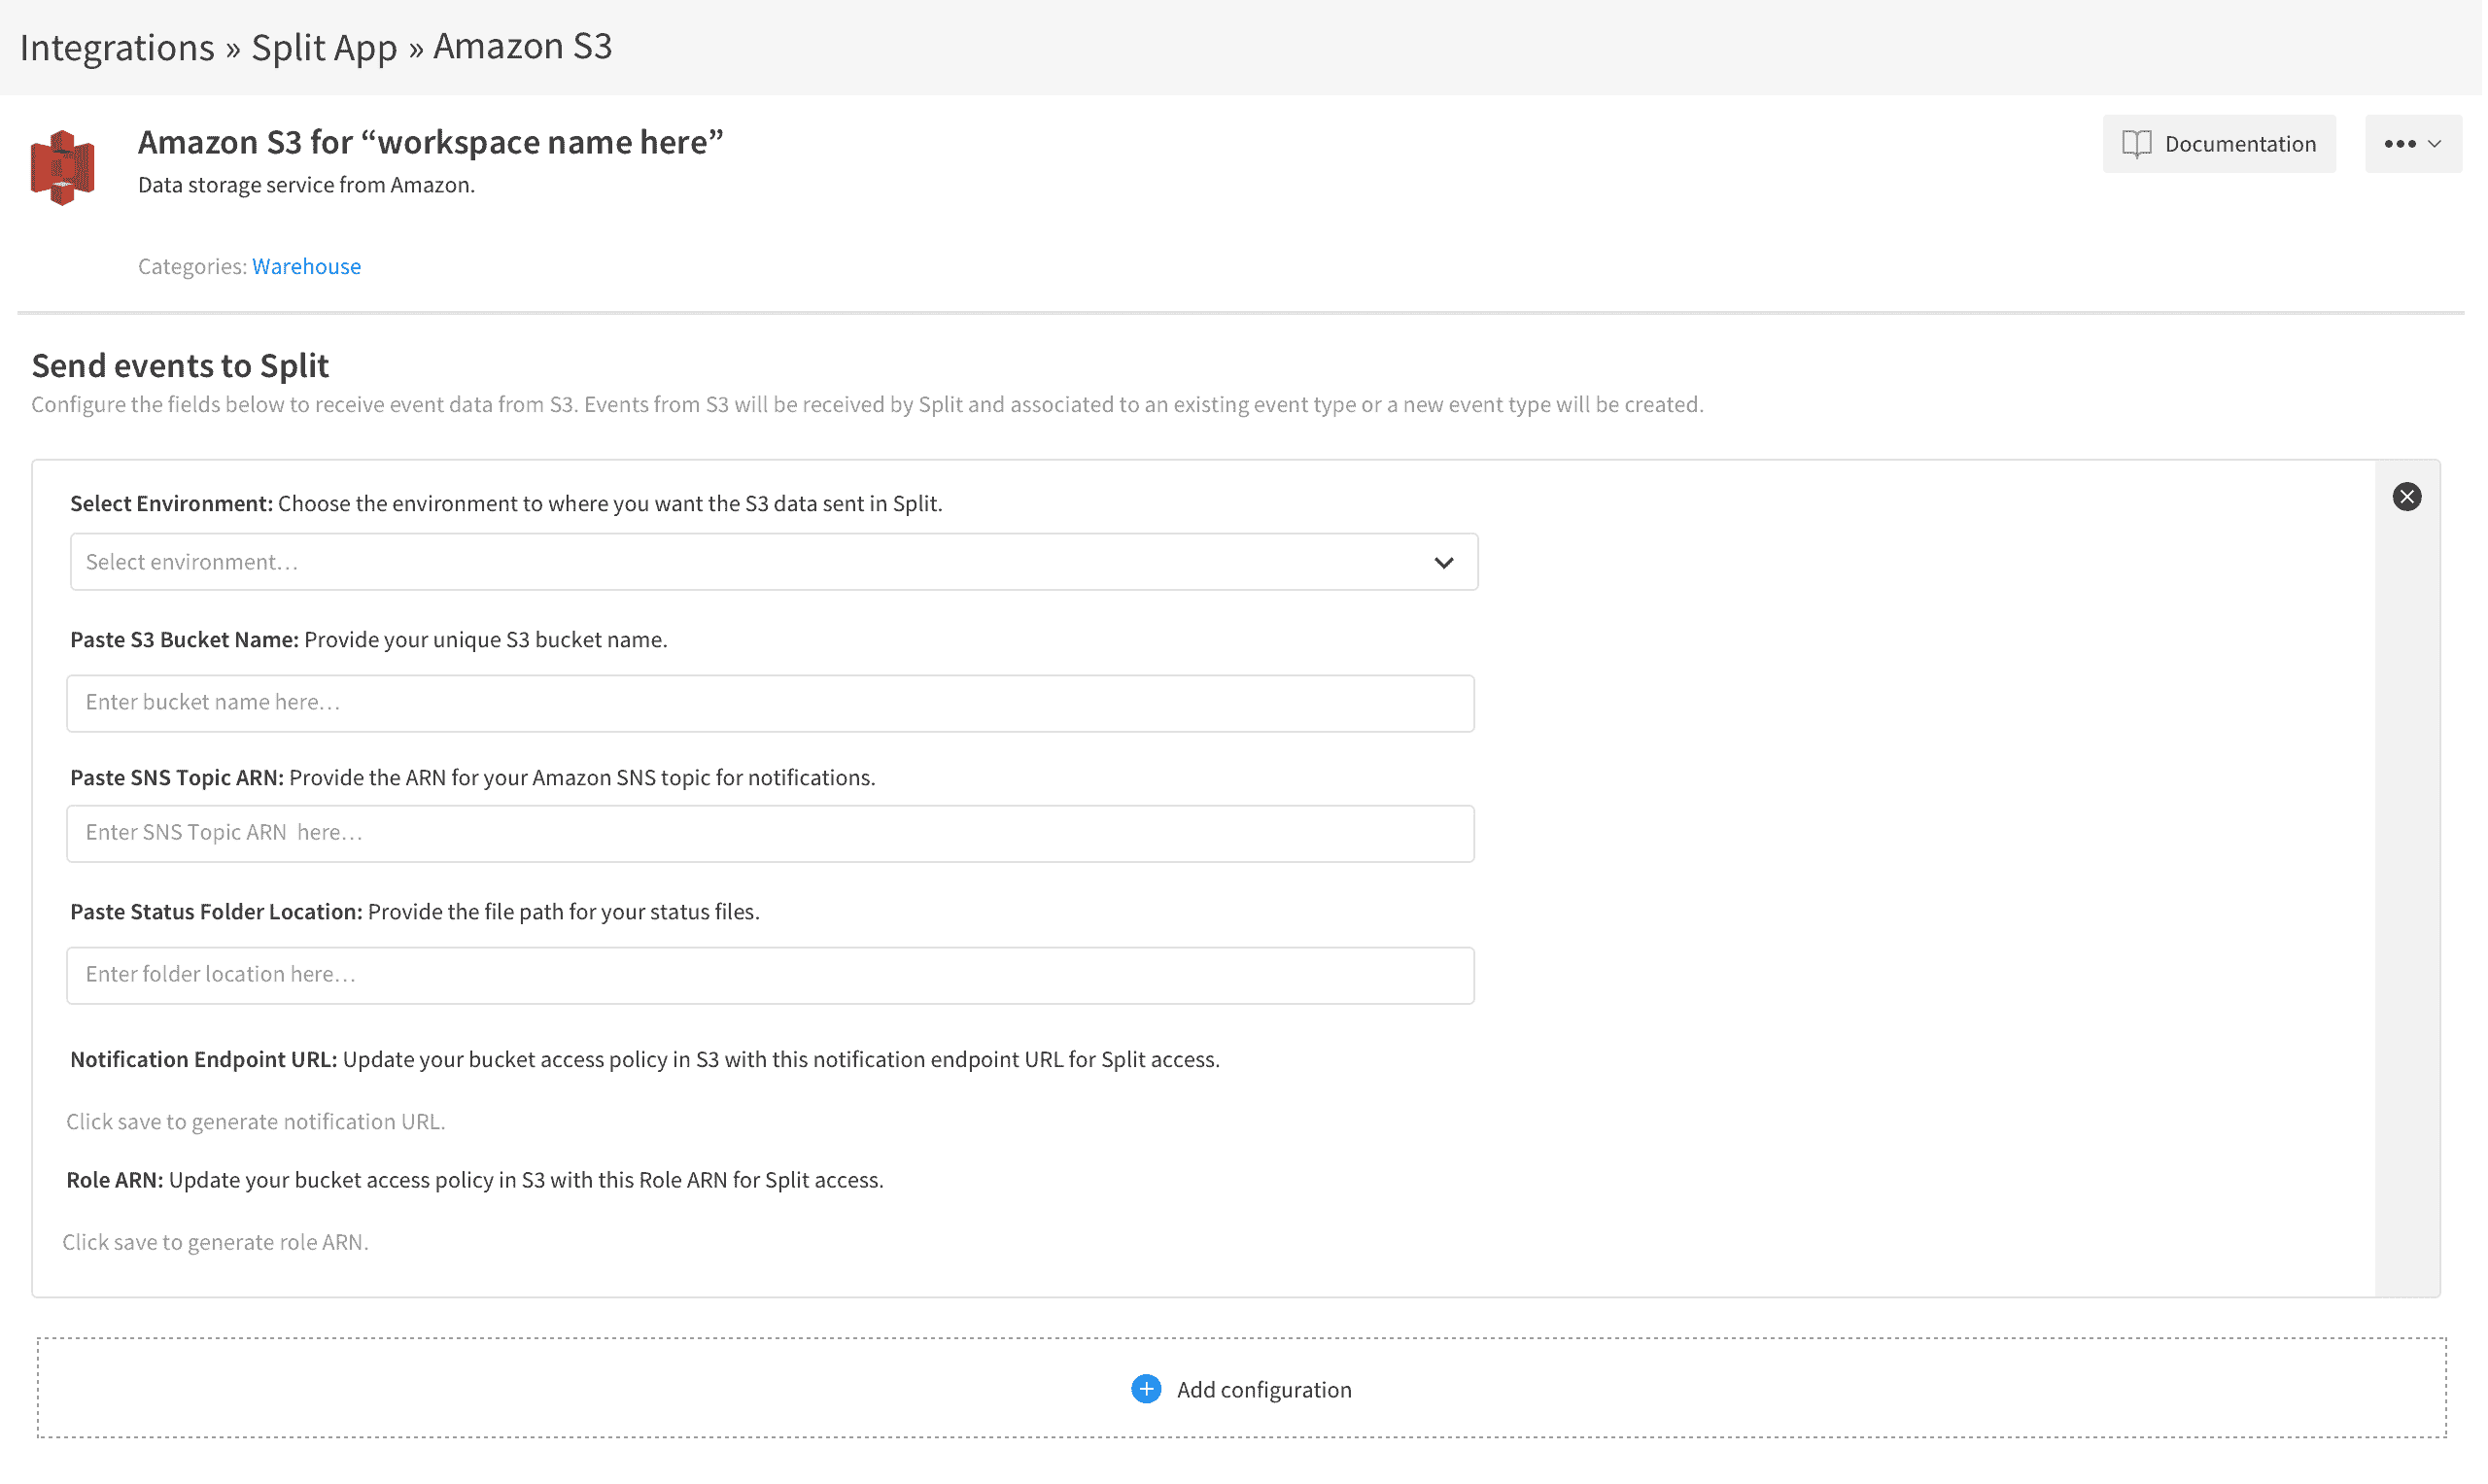 Integrations » Split App » Amazon S3
Amazon S3 for “workspace name here”
Documentation
Data storage service from Amazon.
Categories: Warehouse
Send events to Split
Configure the fields below to receive event data from S3. Events from S3 will be received by Split and associated to an existing event type or a new event type will be created.
Select Environment: Choose the environment to where you want the S3 data sent in Split.
Select environment…
Paste S3 Bucket Name: Provide your unique S3 bucket name.
Enter bucket name here…
Paste SNS Topic ARN: Provide the ARN for your Amazon SNS topic for notifications.
Enter SNS Topic ARN  here…
Paste Status Folder Location: Provide the file path for your status files.
Enter folder location here…
Notification Endpoint URL: Update your bucket access policy in S3 with this notification endpoint URL for Split access.
Click save to generate notification URL.
Role ARN: Update your bucket access policy in S3 with this Role ARN for Split access.
Click save to generate role ARN.
Add configuration